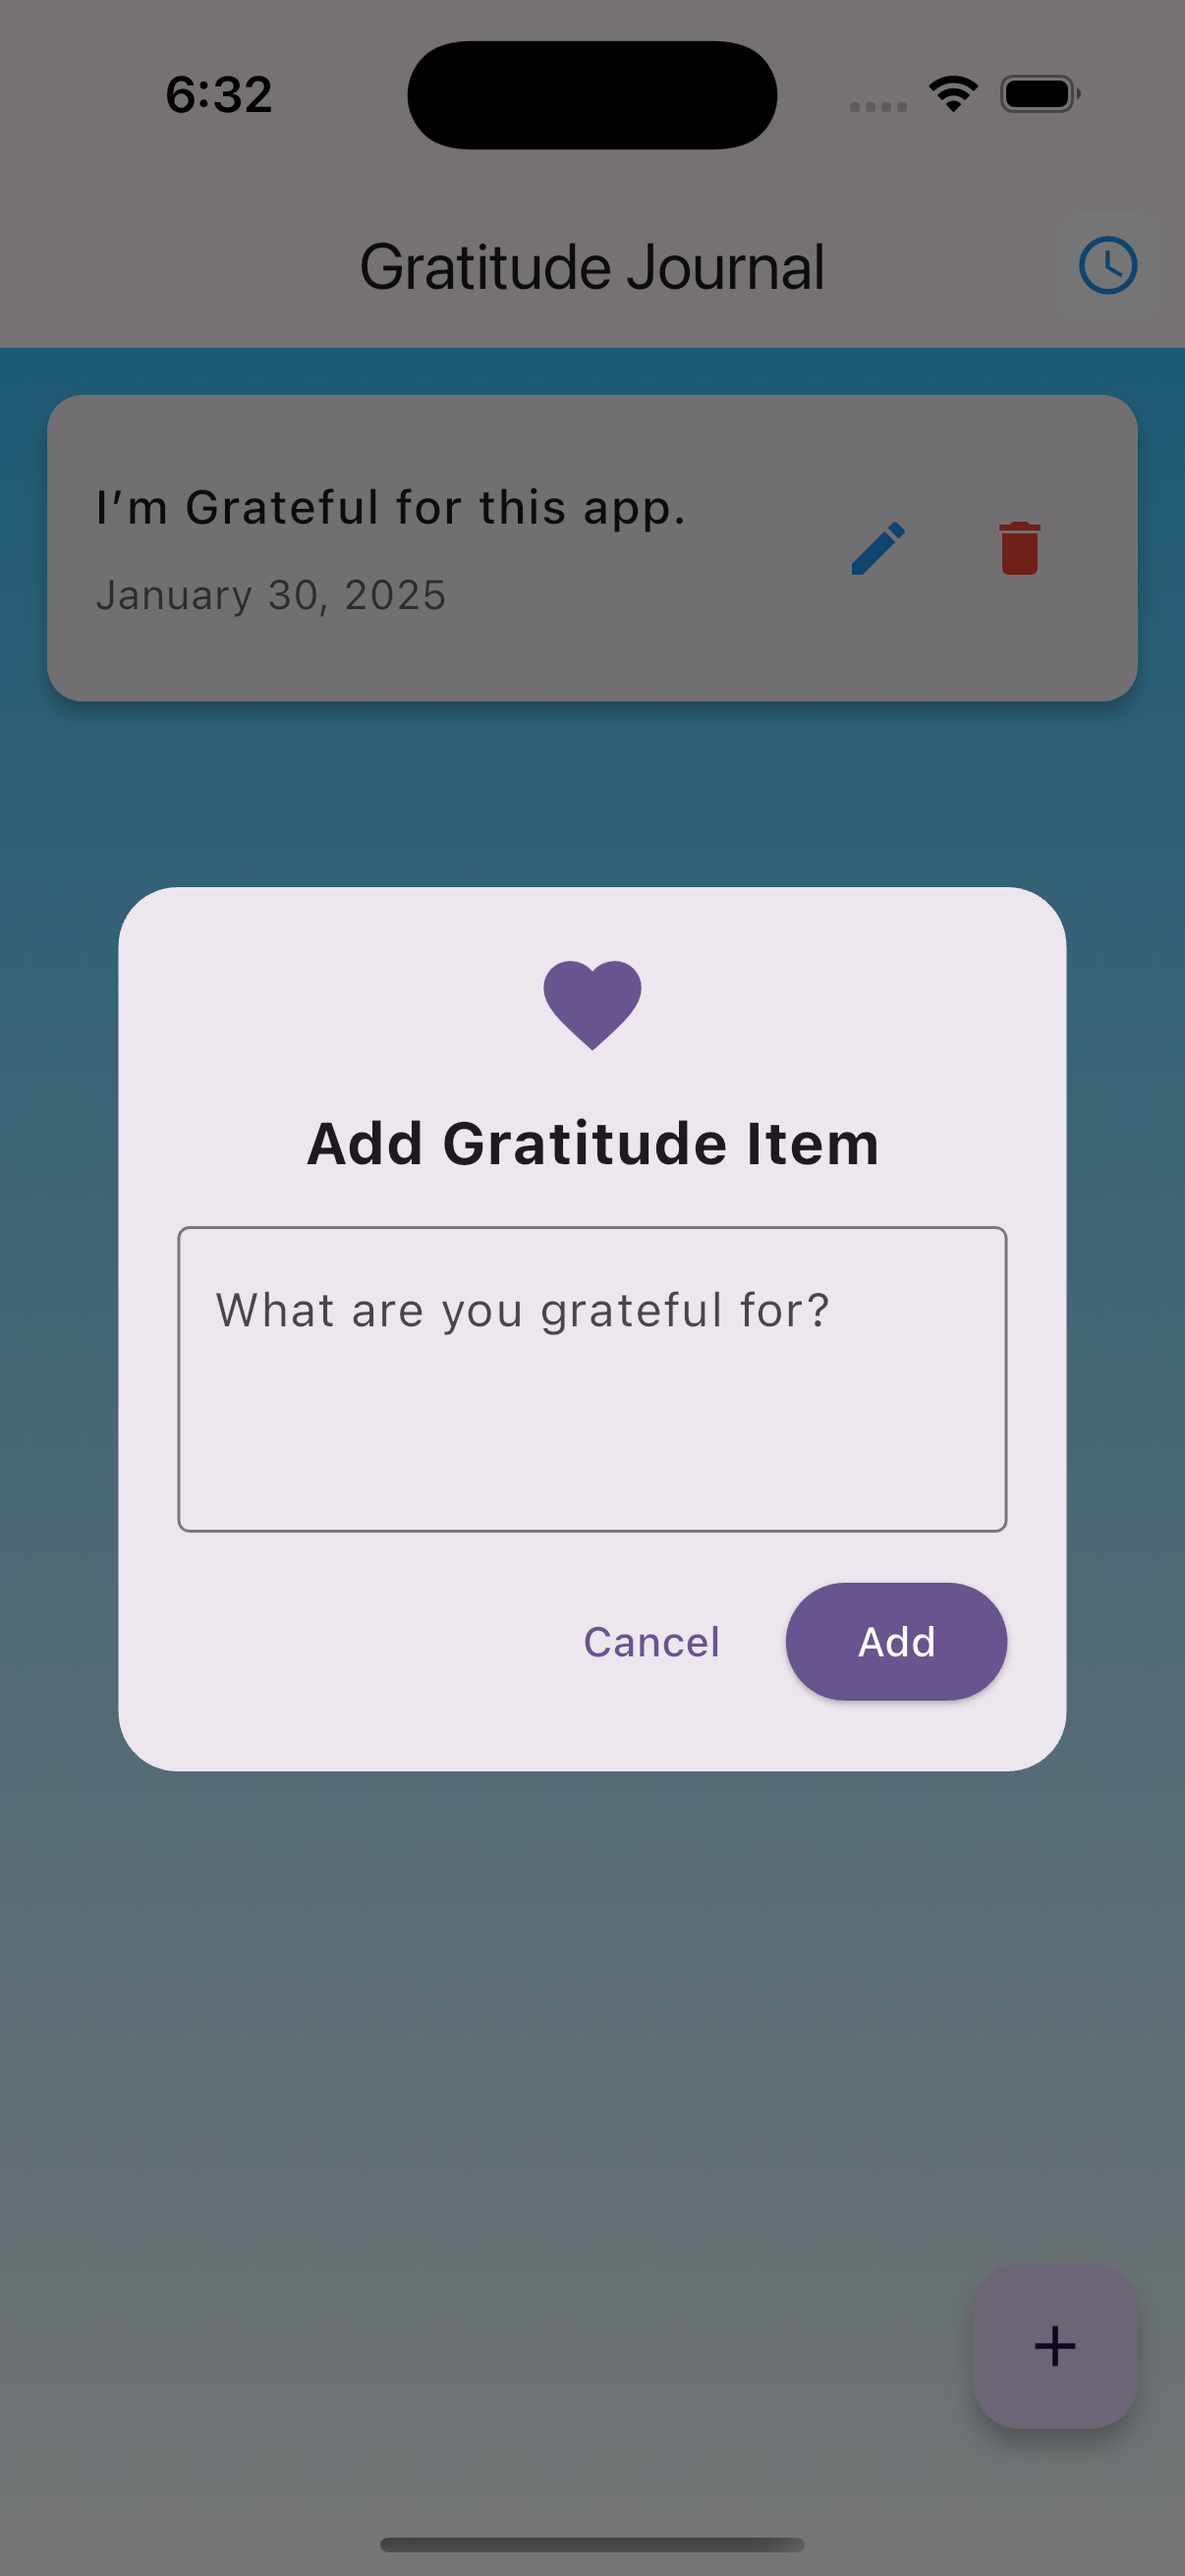 6:32
Gratitude Journal
I’m Grateful for this app.
January 30, 2025
Add Gratitude Item
What are you grateful for?
Cancel
Add